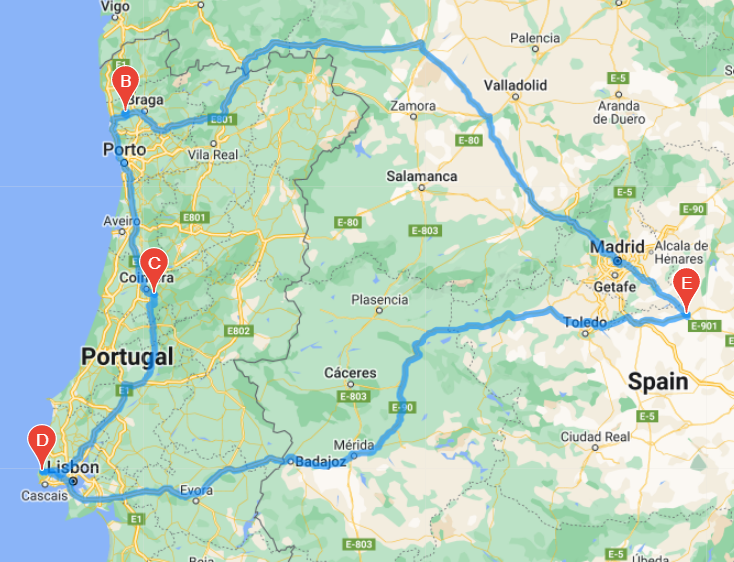 Vigo
E1
Palencia
E-5
Valladolid
B
Braga
Zamora
Aranda
de Duero
E801
E-80
Porto
Vila Real
Salamanca
E-5
E-90
Aveiro
E801
E-80
E-803
Madrid
Alcala de
Henares
C
Coimbra
Getafe
E
Plasencia
E802
Toledo
E-901
Portugal
Cáceres
E-803
E1
E-90
Spain
E-5
D
Mérida
Ciudad Real
Lisbon
Badajoz
Cascais
Evora
E1
E-803
Úbeda